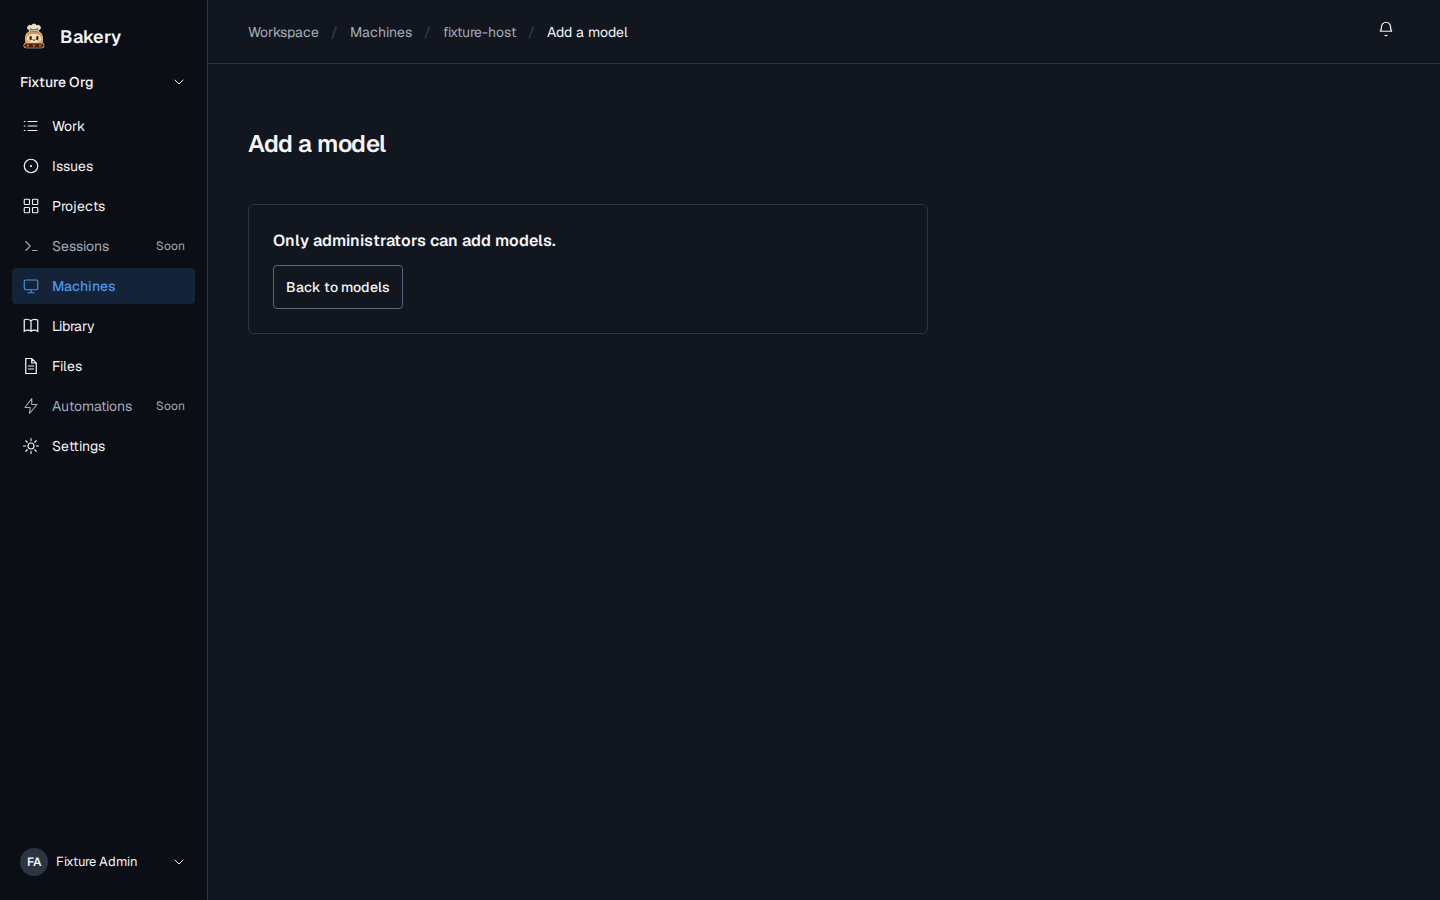 Bakery
Fixture Org
Work
Issues
Projects
Sessions Soon
Machines
Library
Files
Automations Soon
Settings
FA Fixture Admin
Workspace / Machines / fixture-host / Add a model
Add a model
Only administrators can add models.
Back to models